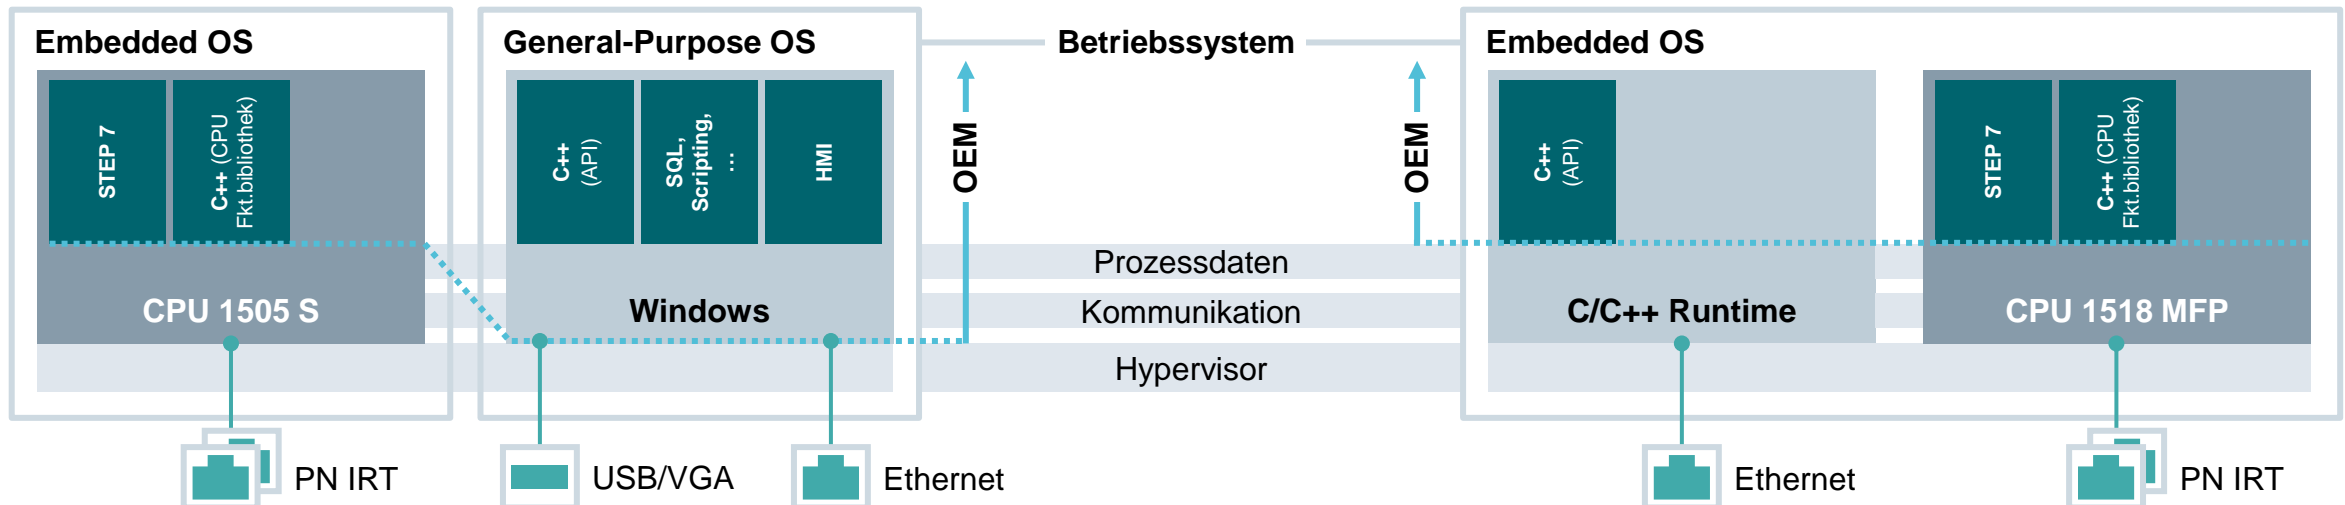 Embedded OS
General-Purpose OS
Betriebssystem
Embedded OS
STEP 7
C++ (CPU
Fkt.bibliothek)
C++
(API)
SQL,
Scripting,
...
HMI
OEM
OEM
C++
(API)
STEP 7
C++ (CPU
Fkt.bibliothek)
Prozessdaten
CPU 1505 S
Windows
Kommunikation
C/C++ Runtime
CPU 1518 MFP
Hypervisor
PN IRT
USB/VGA
Ethernet
Ethernet
PN IRT